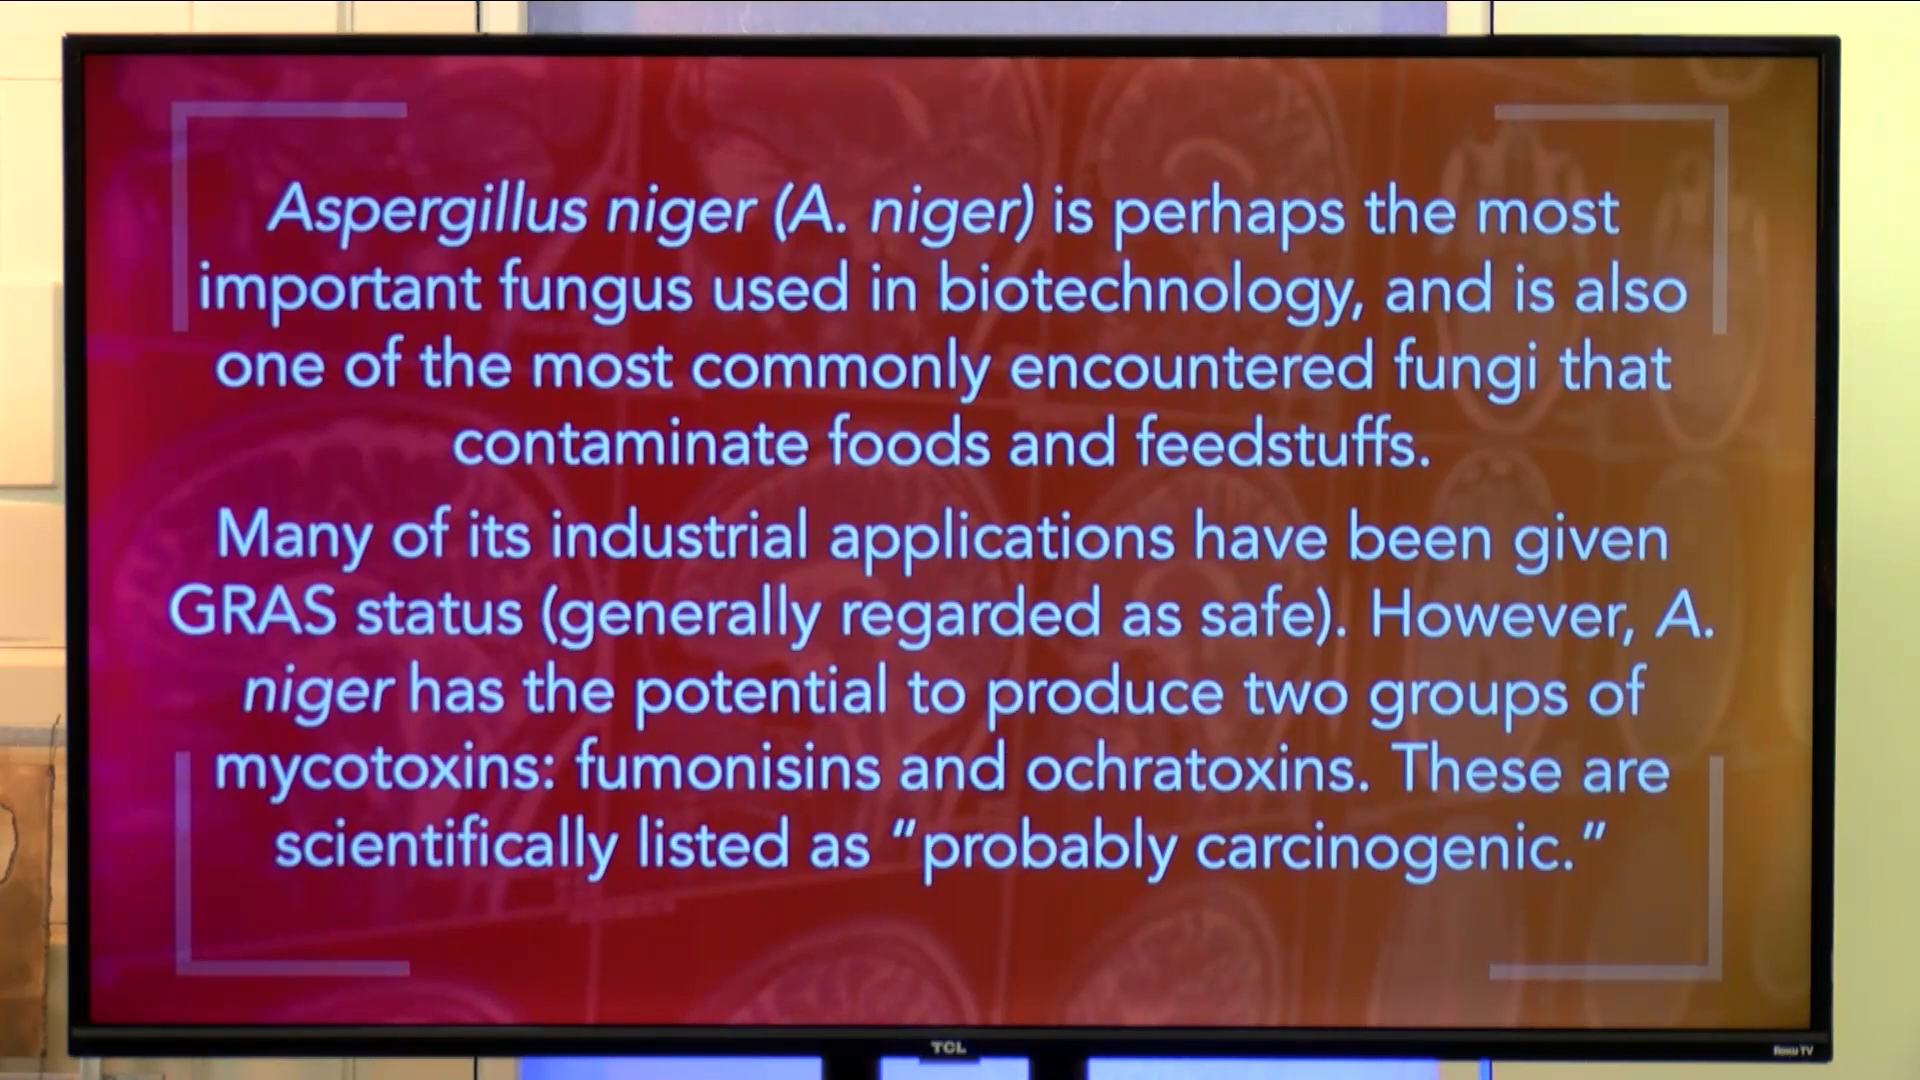 Aspergillus niger (A. niger) is perhaps the most
important fungus used in biotechnology, and is also
one of the most commonly encountered fungi that
contaminate foods and feedstuffs.
Many of its industrial applications have been given
GRAS status (generally regarded as safe). However, A.
niger has the potential to produce two groups of
mycotoxins: fumonisins and ochratoxins. These are
scientifically listed as “probably carcinogenic.”
TCL
Roku TV